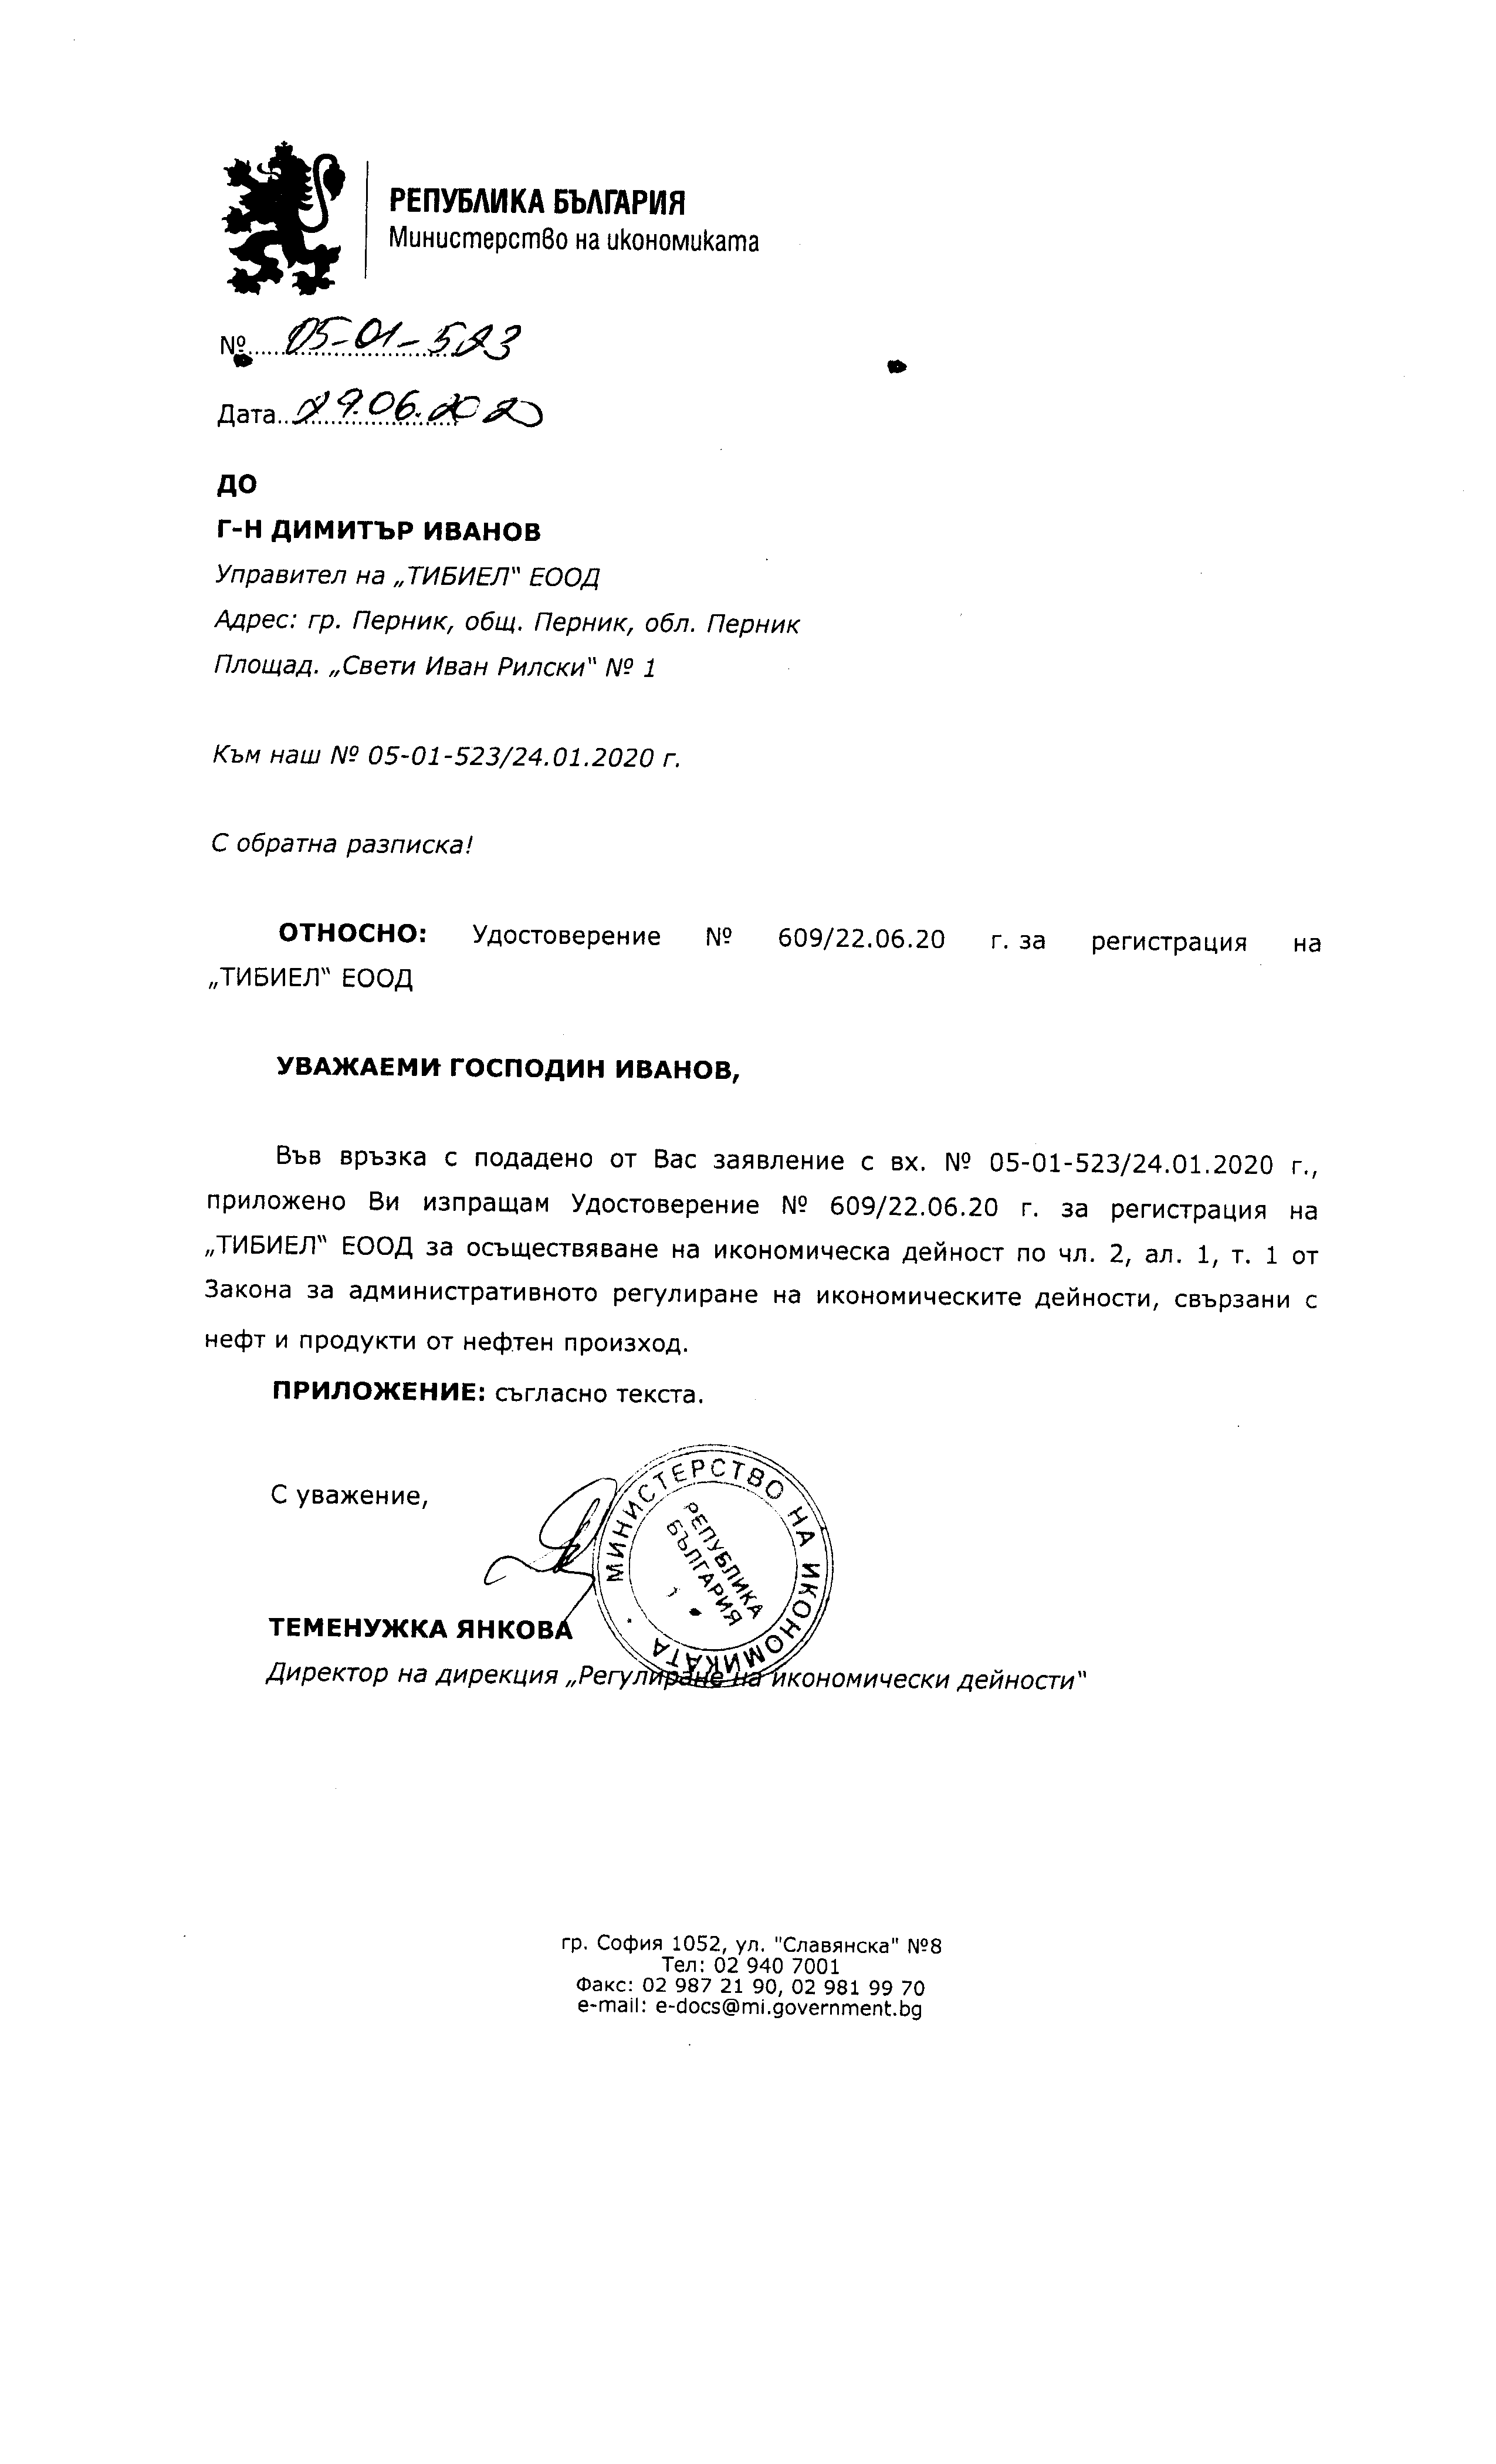 РЕПУБЛИКА БЪЛГАРИЯ
Министерство на икономиката
№ 05-01-523
Дата 29.06.2020
ДО
Г-Н ДИМИТЪР ИВАНОВ
Управител на „ТИБИЕЛ" ЕООД
Адрес: гр. Перник, общ. Перник, обл. Перник
Площад. „Свети Иван Рилски" № 1
Към наш № 05-01-523/24.01.2020 г.
С обратна разписка!
ОТНОСНО: Удостоверение № 609/22.06.20 г. за регистрация на
„ТИБИЕЛ" ЕООД
УВАЖАЕМИ ГОСПОДИН ИВАНОВ,
Във връзка с подадено от Вас заявление с вх. № 05-01-523/24.01.2020 г.,
приложено Ви изпращам Удостоверение № 609/22.06.20 г. за регистрация на
„ТИБИЕЛ" ЕООД за осъществяване на икономическа дейност по чл. 2, ал. 1, т. 1 от
Закона за административното регулиране на икономическите дейности, свързани с
нефт и продукти от нефтен произход.
ПРИЛОЖЕНИЕ: съгласно текста.
С уважение,
МИНИСТЕРСТВО НА ИКОНОМИКАТА
РЕПУБЛИКА
БЪЛГАРИЯ
1
ТЕМЕНУЖКА ЯНКОВА
Директор на дирекция „Регулиране на икономически дейности"
гр. София 1052, ул. "Славянска" №8
Тел: 02 940 7001
Факс: 02 987 21 90, 02 981 99 70
e-mail: e-docs@mi.government.bg